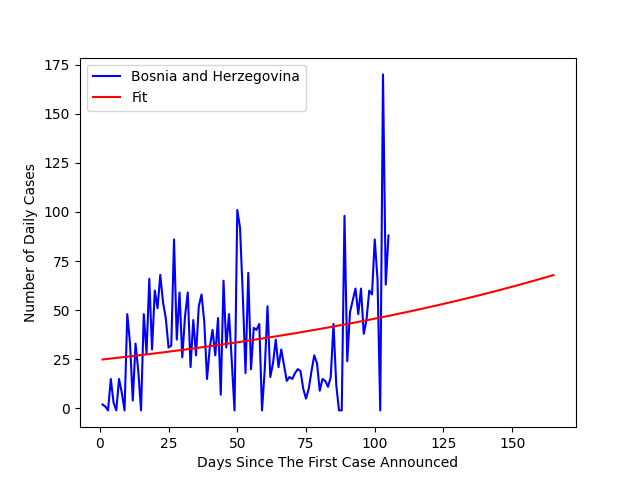 175
150
125
100
75
50
25
0
Number of Daily Cases
Bosnia and Herzegovina
Fit
0 25 50 75 100 125 150
Days Since The First Case Announced